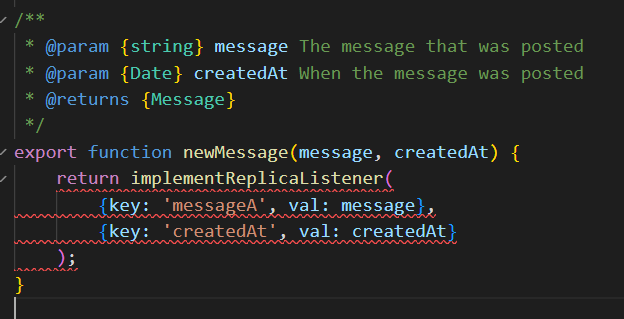 /**
 * @param {string} message The message that was posted
 * @param {Date} createdAt When the message was posted
 * @returns {Message}
 */
export function newMessage(message, createdAt) {
    return implementReplicaListener(
        {key: 'messageA', val: message},
        {key: 'createdAt', val: createdAt}
    );
}